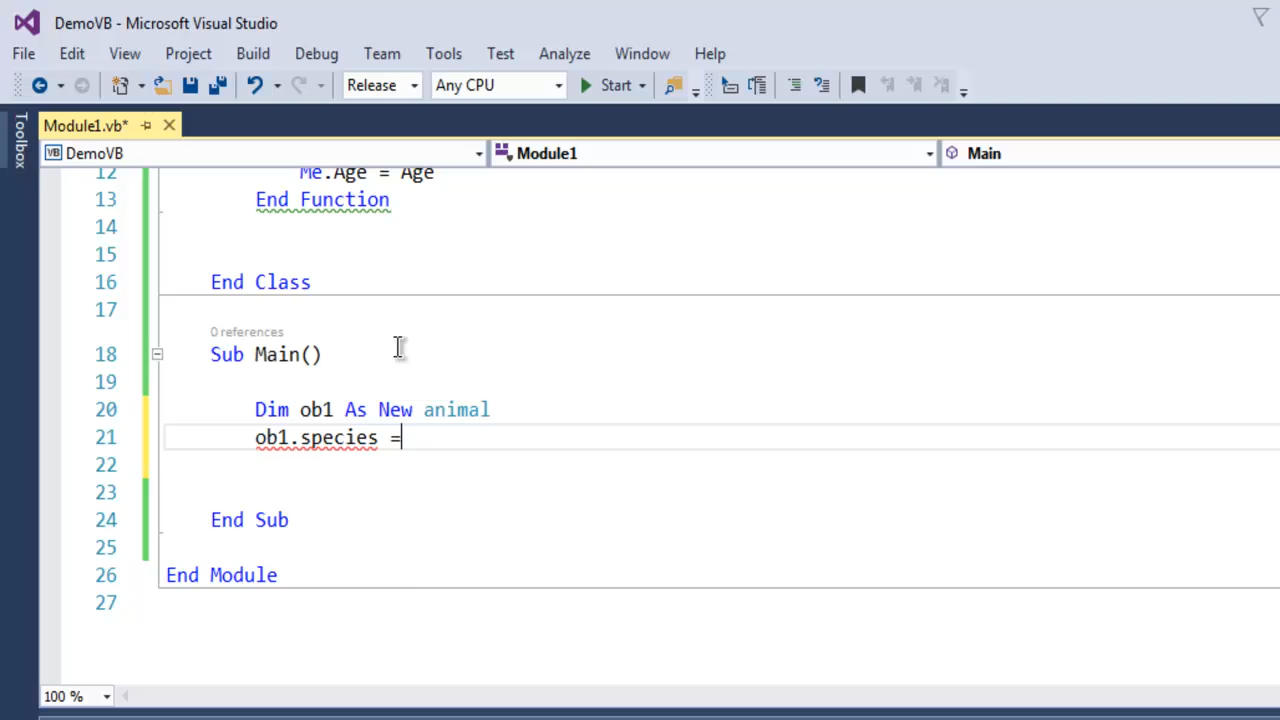 DemoVB - Microsoft Visual Studio
File Edit View Project Build Debug Team Tools Test Analyze Window Help
Release Any CPU Start
Toolbox
Module1.vb*
VB DemoVB Module1 Main
12 Me.Age = Age
13 End Function
14
15
16 End Class
17
0 references
18 Sub Main()
19
20 Dim ob1 As New animal
21 ob1.species =
22
23
24 End Sub
25
26 End Module
27
100 %